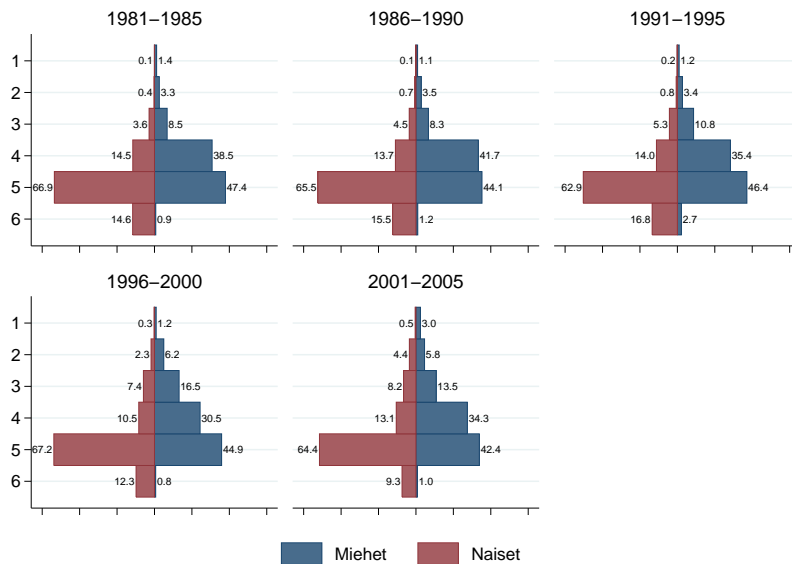 1981–1985 1986–1990 1991–1995
1 0.1 1.4 0.1 1.1 0.2 1.2
2 0.4 3.3 0.7 3.5 0.8 3.4
3 3.6 8.5 4.5 8.3 5.3 10.8
4 14.5 38.5 13.7 41.7 14.0 35.4
5 66.9 47.4 65.5 44.1 62.9 46.4
6 14.6 0.9 15.5 1.2 16.8 2.7
1996–2000 2001–2005
1 0.3 1.2 0.5 3.0
2 2.3 6.2 4.4 5.8
3 7.4 16.5 8.2 13.5
4 10.5 30.5 13.1 34.3
5 67.2 44.9 64.4 42.4
6 12.3 0.8 9.3 1.0
Miehet Naiset